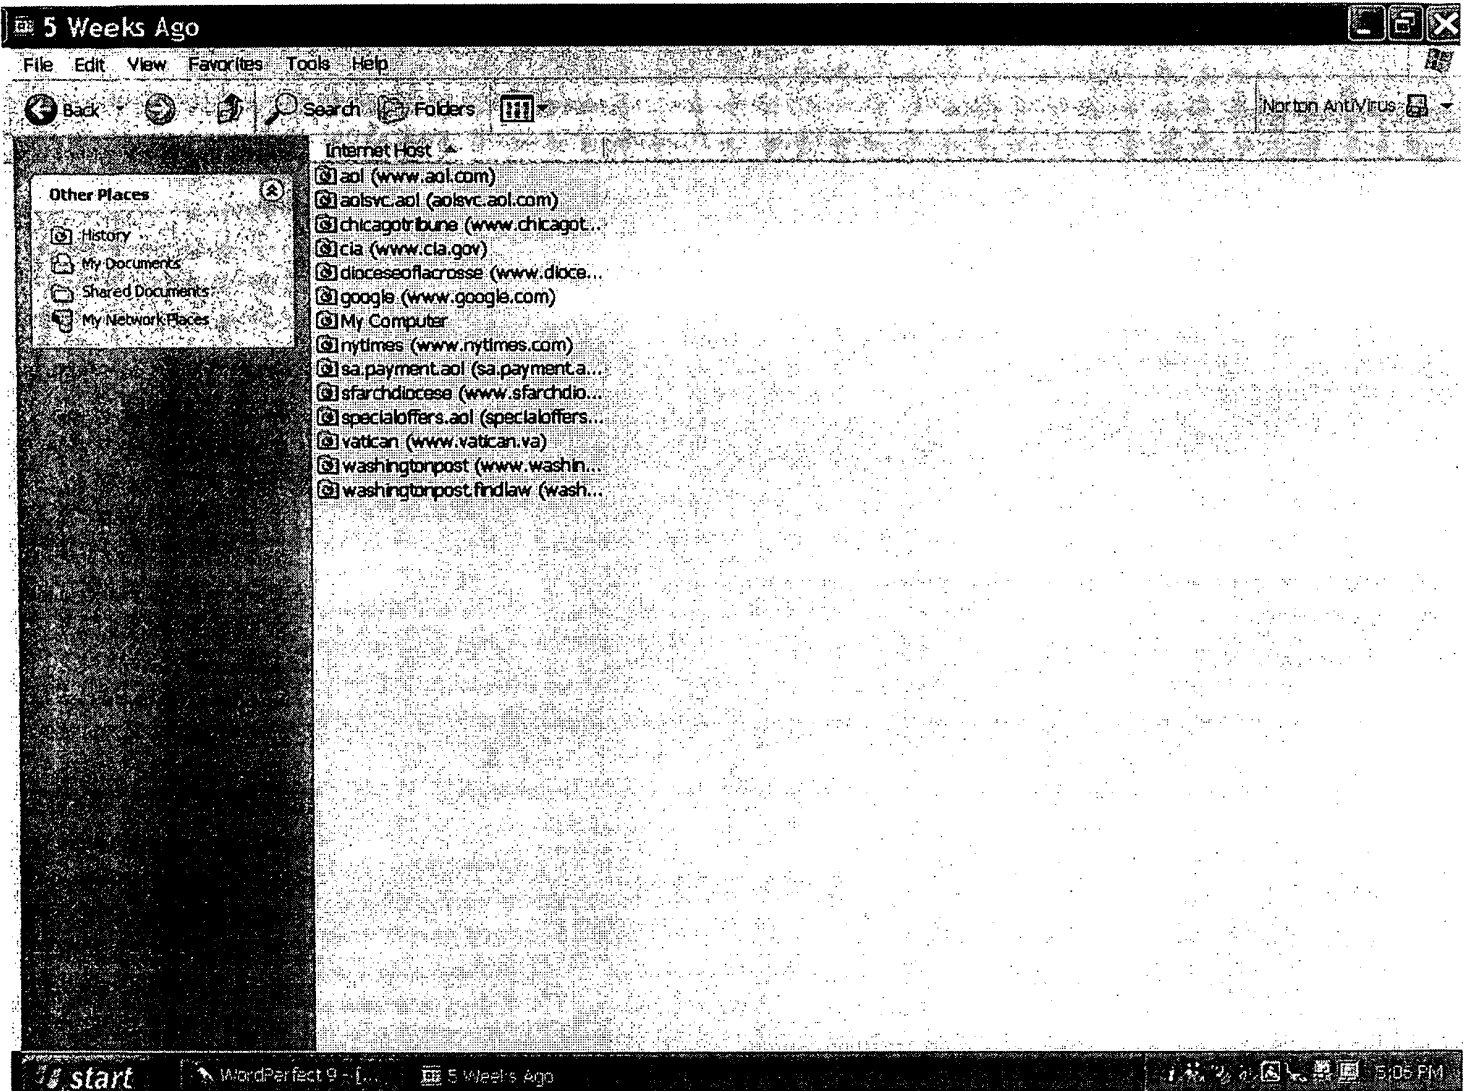 5 Weeks Ago
File Edit View Favorites Tools Help
Back Search Folders Norton AntiVirus
Internet Host
Other Places
History
My Documents
Shared Documents
My Network Places
aol (www.aol.com)
aolsvc.aol (aolsvc.aol.com)
chicagotribune (www.chicagot...
cia (www.cia.gov)
dioceseoflacrosse (www.dioce...
google (www.google.com)
My Computer
nytimes (www.nytimes.com)
sa.payment.aol (sa.payment.a...
sfarchdiocese (www.sfarchdio...
specialoffers.aol (specialoffers...
vatican (www.vatican.va)
washingtonpost (www.washin...
washingtonpost.findlaw (wash...
start WordPerfect 9 - [... 5 Weeks Ago 5:05 PM